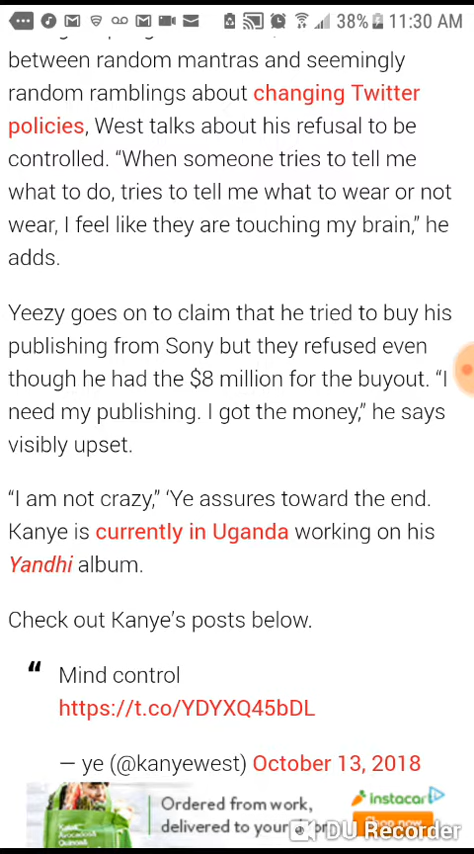 38% 11:30 AM
between random mantras and seemingly
random ramblings about changing Twitter
policies, West talks about his refusal to be
controlled. “When someone tries to tell me
what to do, tries to tell me what to wear or not
wear, I feel like they are touching my brain,” he
adds.
Yeezy goes on to claim that he tried to buy his
publishing from Sony but they refused even
though he had the $8 million for the buyout. “I
need my publishing. I got the money,” he says
visibly upset.
“I am not crazy,” ‘Ye assures toward the end.
Kanye is currently in Uganda working on his
Yandhi album.
Check out Kanye’s posts below.
“ Mind control
https://t.co/YDYXQ45bDL
— ye (@kanyewest) October 13, 2018
Ordered from work,
delivered to your
instacart
Shop now
DU Recorder